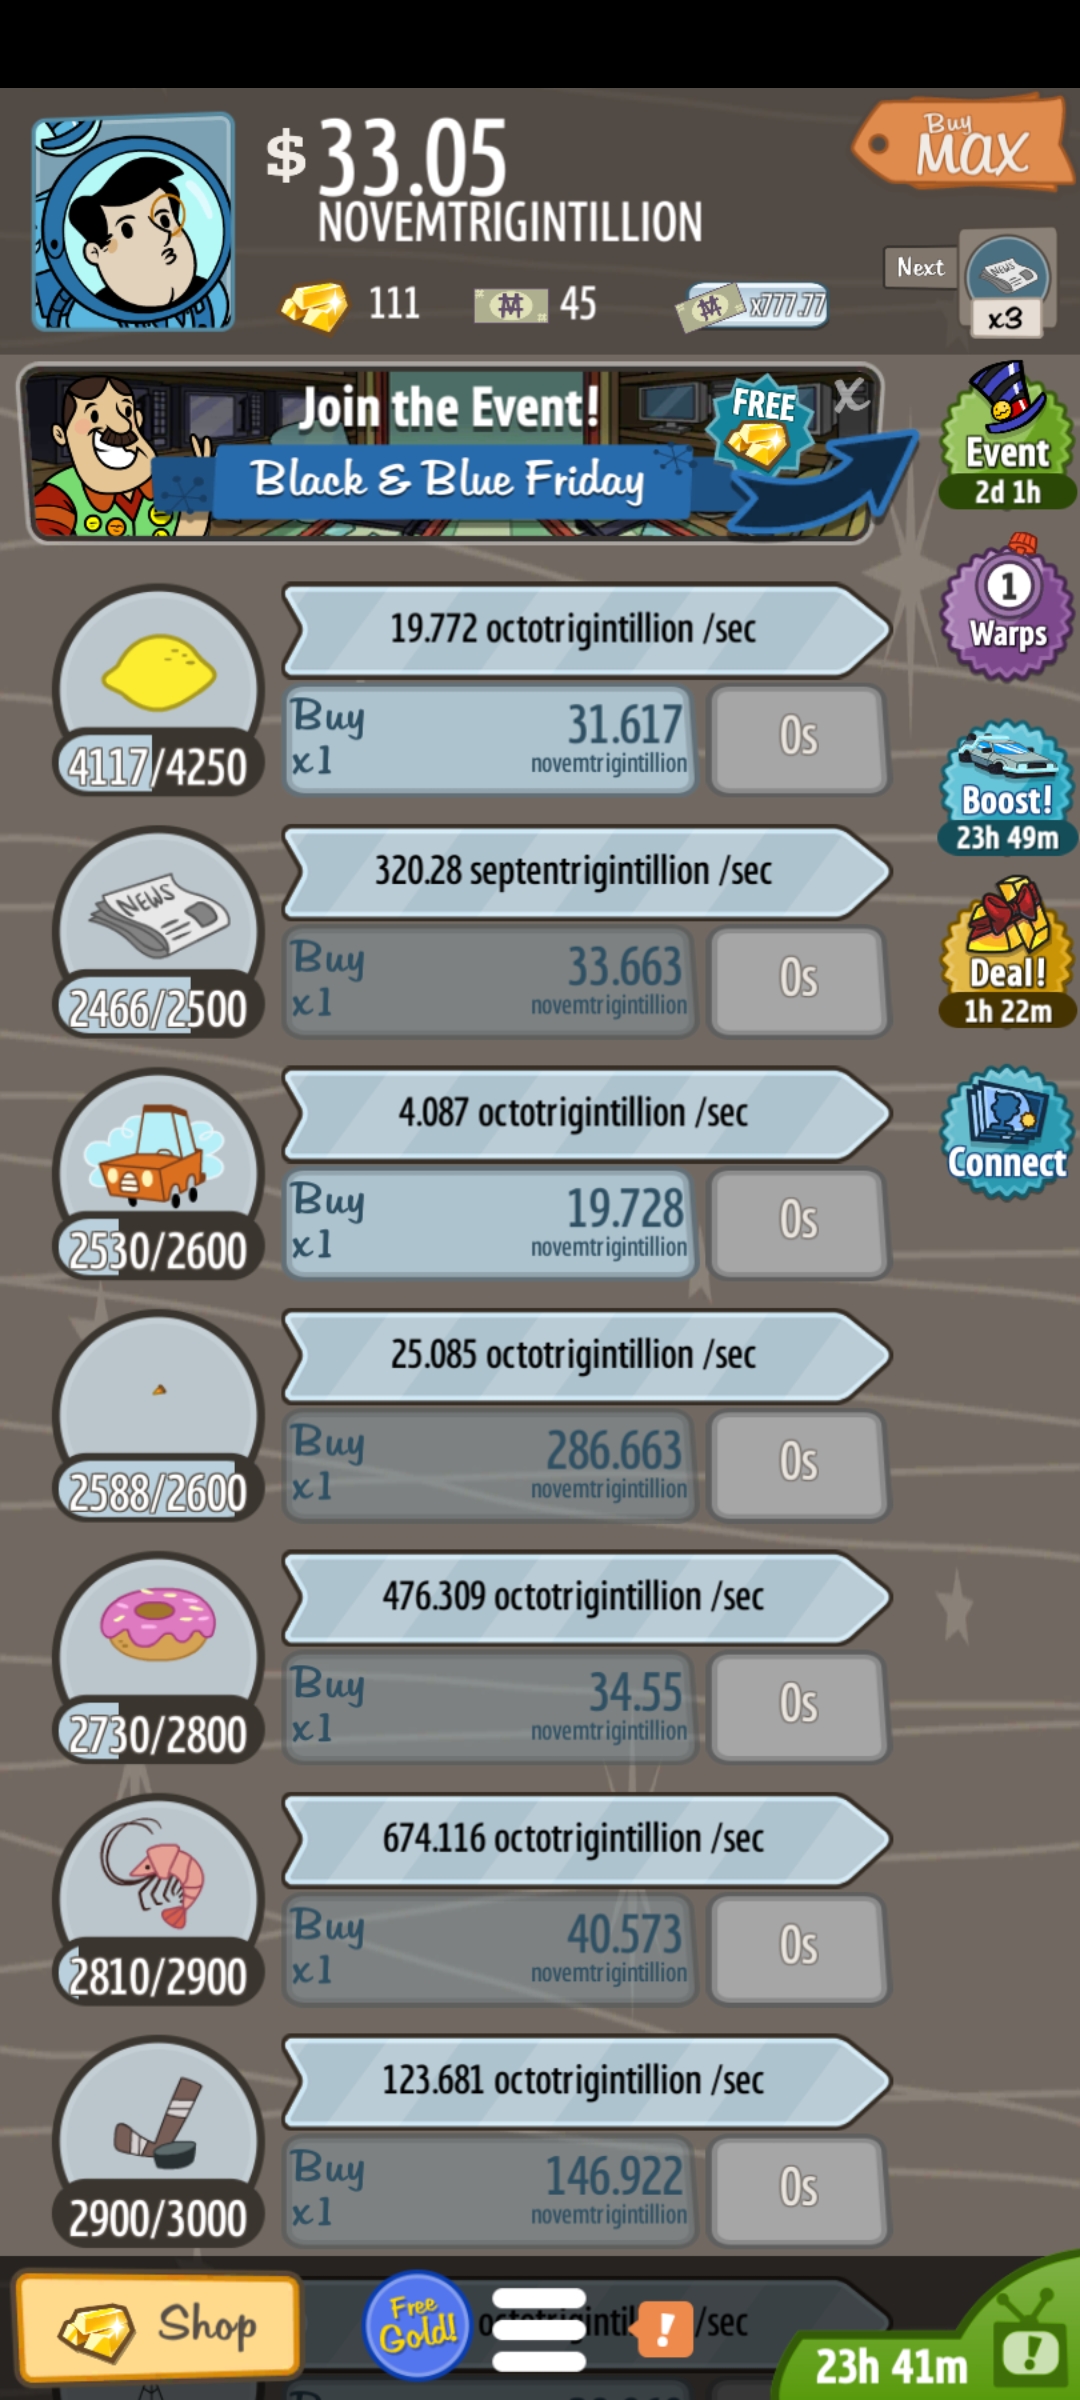 $ 33.05
NOVEMTRIGINTILLION
Buy
Max
111
45
x777.77
Next
NEWS
x3
Join the Event!
FREE
X
Black & Blue Friday
Event
2d 1h
1
Warps
19.772 octotrigintillion /sec
Buy
x1
31.617
novemtrigintillion
0s
4117/4250
Boost!
23h 49m
320.28 septentrigintillion /sec
NEWS
Buy
x1
33.663
novemtrigintillion
0s
2466/2500
Deal!
1h 22m
4.087 octotrigintillion /sec
Buy
x1
19.728
novemtrigintillion
0s
2530/2600
Connect
25.085 octotrigintillion /sec
Buy
x1
286.663
novemtrigintillion
0s
2588/2600
476.309 octotrigintillion /sec
Buy
x1
34.55
novemtrigintillion
0s
2730/2800
674.116 octotrigintillion /sec
Buy
x1
40.573
novemtrigintillion
0s
2810/2900
123.681 octotrigintillion /sec
Buy
x1
146.922
novemtrigintillion
0s
2900/3000
Shop
Free
Gold!
!
/sec
23h 41m
!